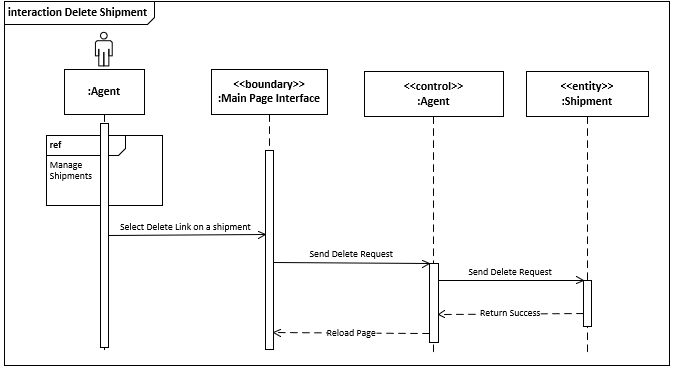 interaction Delete Shipment
:Agent
<<boundary>>
:Main Page Interface
<<control>>
:Agent
<<entity>>
:Shipment
ref
Manage
Shipments
Select Delete Link on a shipment
Send Delete Request
Send Delete Request
Return Success
Reload Page